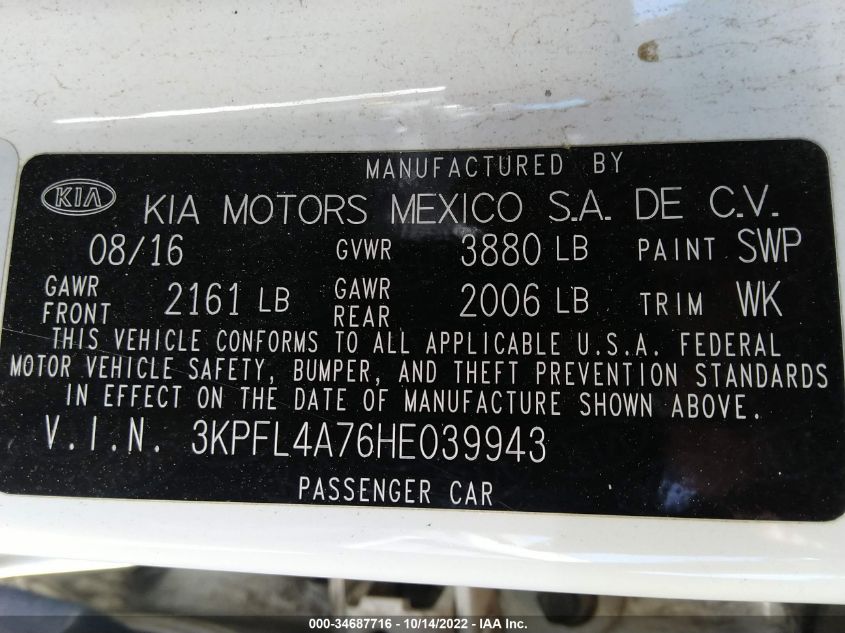 MANUFACTURED BY
KIA KIA MOTORS MEXICO S.A. DE C.V.
08/16 GVWR 3880 LB PAINT SWP
GAWR FRONT 2161 LB GAWR REAR 2006 LB TRIM WK
THIS VEHICLE CONFORMS TO ALL APPLICABLE U.S.A. FEDERAL
MOTOR VEHICLE SAFETY, BUMPER, AND THEFT PREVENTION STANDARDS
IN EFFECT ON THE DATE OF MANUFACTURE SHOWN ABOVE.
V.I.N. 3KPFL4A76HE039943
PASSENGER CAR
000-34687716 - 10/14/2022 - IAA Inc.